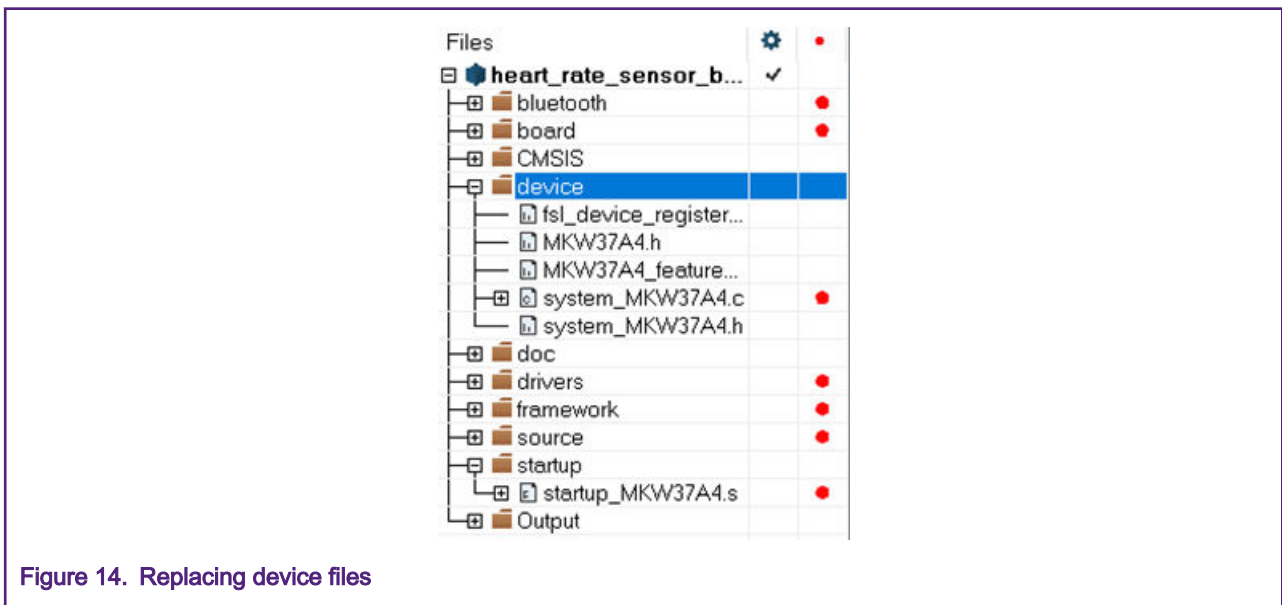 Files
heart_rate_sensor_b...
bluetooth
board
CMSIS
device
fsl_device_register...
MKW37A4.h
MKW37A4_feature...
system_MKW37A4.c
system_MKW37A4.h
doc
drivers
framework
source
startup
startup_MKW37A4.s
Output
Figure 14. Replacing device files